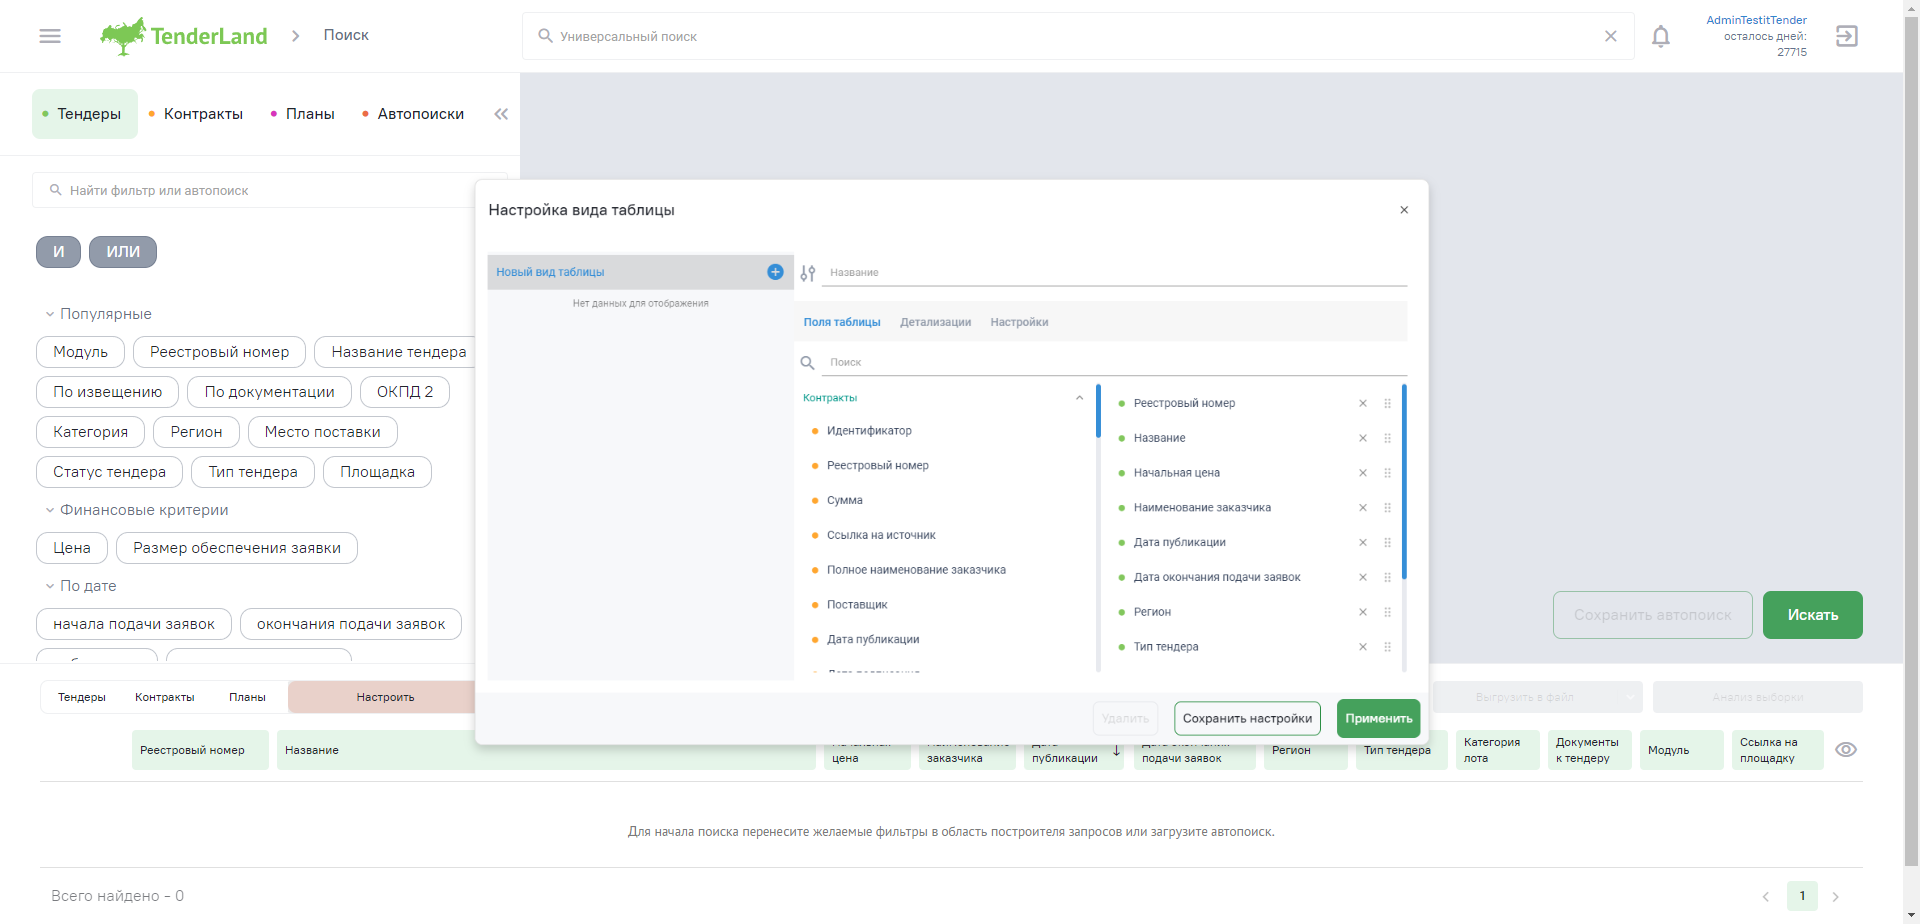 TenderLand
Поиск
Универсальный поиск
AdminTestitTender
осталось дней:
27715
Тендеры
Контракты
Планы
Автопоиски
Найти фильтр или автопоиск
И
ИЛИ
Популярные
Модуль
Реестровый номер
Название тендера
По извещению
По документации
ОКПД 2
Категория
Регион
Место поставки
Статус тендера
Тип тендера
Площадка
Финансовые критерии
Цена
Размер обеспечения заявки
По дате
начала подачи заявок
окончания подачи заявок
Настройка вида таблицы
Новый вид таблицы
Нет данных для отображения
Название
Поля таблицы
Детализации
Настройки
Поиск
Контракты
Идентификатор
Реестровый номер
Сумма
Ссылка на источник
Полное наименование заказчика
Поставщик
Дата публикации
Реестровый номер
Название
Начальная цена
Наименование заказчика
Дата публикации
Дата окончания подачи заявок
Регион
Тип тендера
Удалить
Сохранить настройки
Применить
Сохранить автопоиск
Искать
Тендеры
Контракты
Планы
Настроить
Выгрузить в файл
Анализ выборки
Реестровый номер
Название
Начальная
цена
Наименование
заказчика
Дата
публикации
Дата окончания
подачи заявок
Регион
Тип тендера
Категория
лота
Документы
к тендеру
Модуль
Ссылка на
площадку
Для начала поиска перенесите желаемые фильтры в область построителя запросов или загрузите автопоиск.
Всего найдено - 0
1